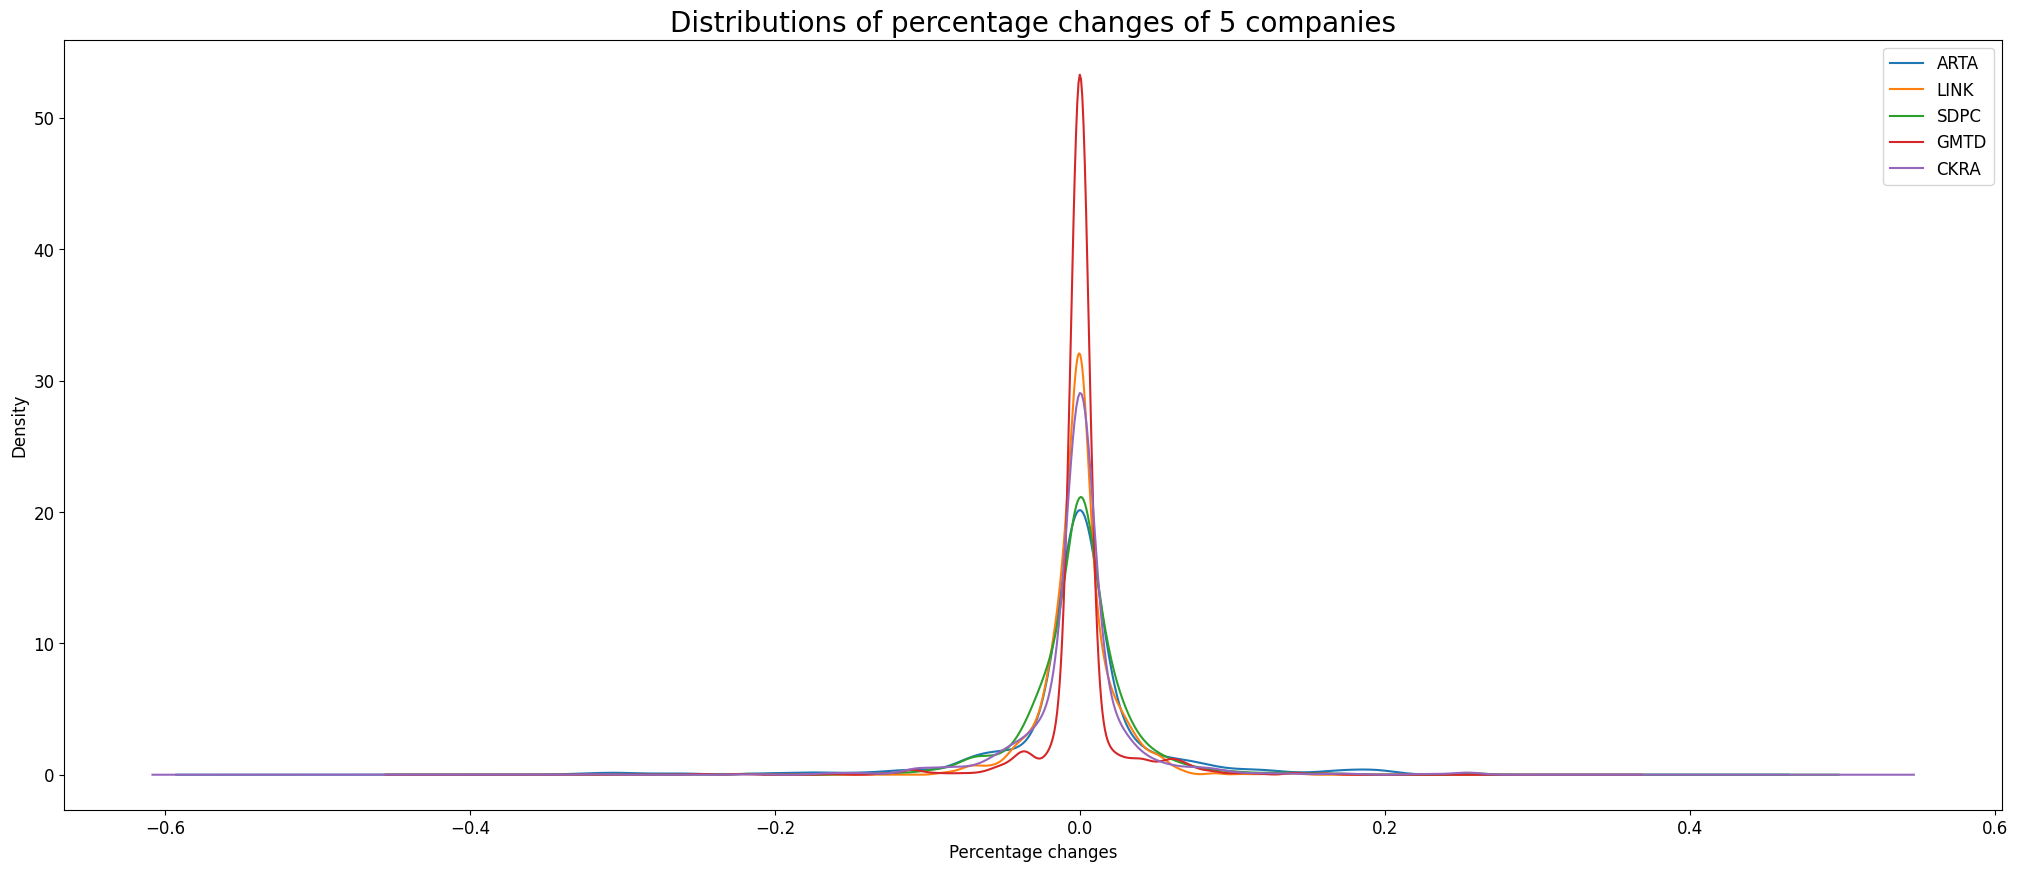 Distributions of percentage changes of 5 companies
ARTA
LINK
SDPC
GMTD
CKRA
Density
50
40
30
20
10
0
−0.6
−0.4
−0.2
0.0
0.2
0.4
0.6
Percentage changes